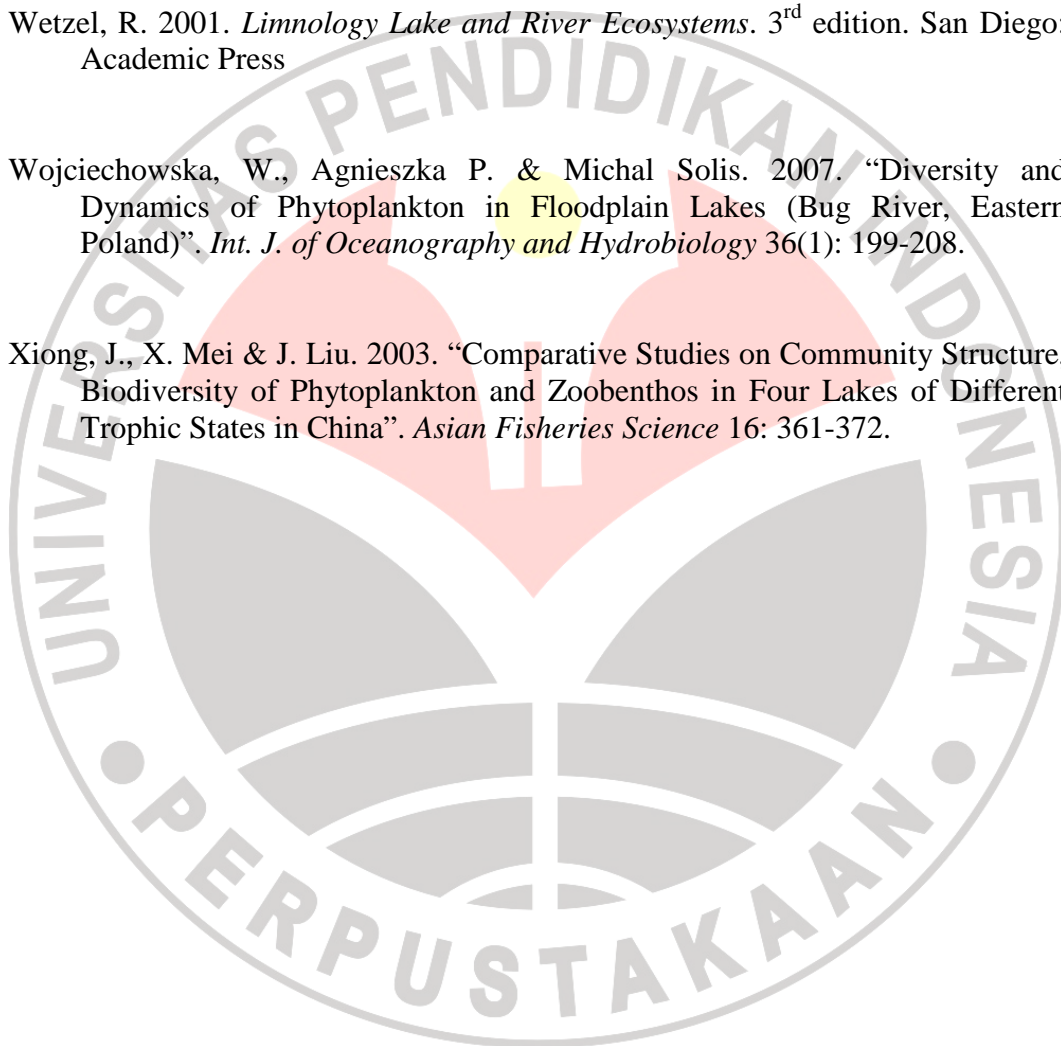 Wetzel, R. 2001. Limnology Lake and River Ecosystems. 3rd edition. San Diego:
Academic Press
Wojciechowska, W., Agnieszka P. & Michal Solis. 2007. “Diversity and
Dynamics of Phytoplankton in Floodplain Lakes (Bug River, Eastern
Poland)”. Int. J. of Oceanography and Hydrobiology 36(1): 199-208.
Xiong, J., X. Mei & J. Liu. 2003. “Comparative Studies on Community Structure,
Biodiversity of Phytoplankton and Zoobenthos in Four Lakes of Different
Trophic States in China”. Asian Fisheries Science 16: 361-372.
UNIVERSITAS PENDIDIKAN INDONESIA
PERPUSTAKAAN